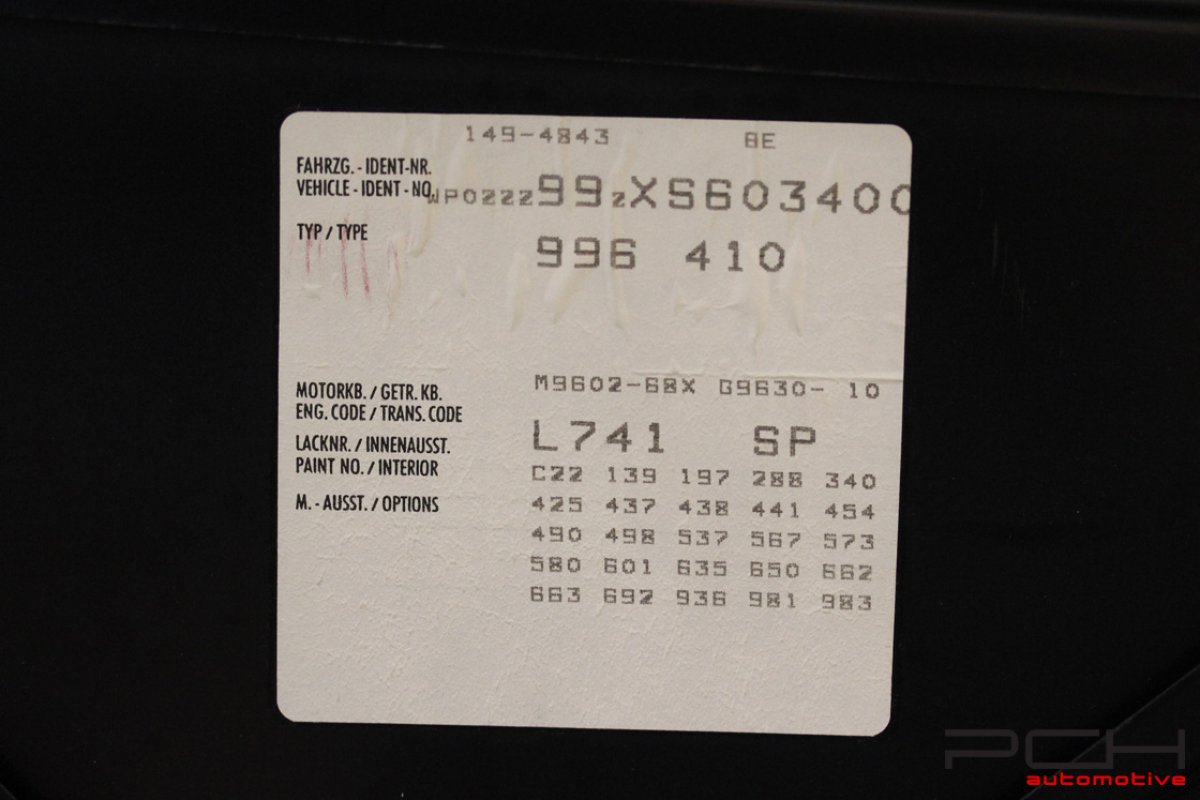 149-4843 BE
FAHRZG. - IDENT-NR.
VEHICLE - IDENT - NO. WP0ZZZ99ZXS603400
TYP / TYPE 996 410
MOTORKB. / GETR. KB. M9602-68X G9630- 10
ENG. CODE / TRANS. CODE
LACKNR. / INNENAUSST. L741 SP
PAINT NO. / INTERIOR C22 139 197 288 340
M. - AUSST. / OPTIONS 425 437 438 441 454
490 498 537 567 573
580 601 635 650 662
663 692 936 981 983
PCH
automotive